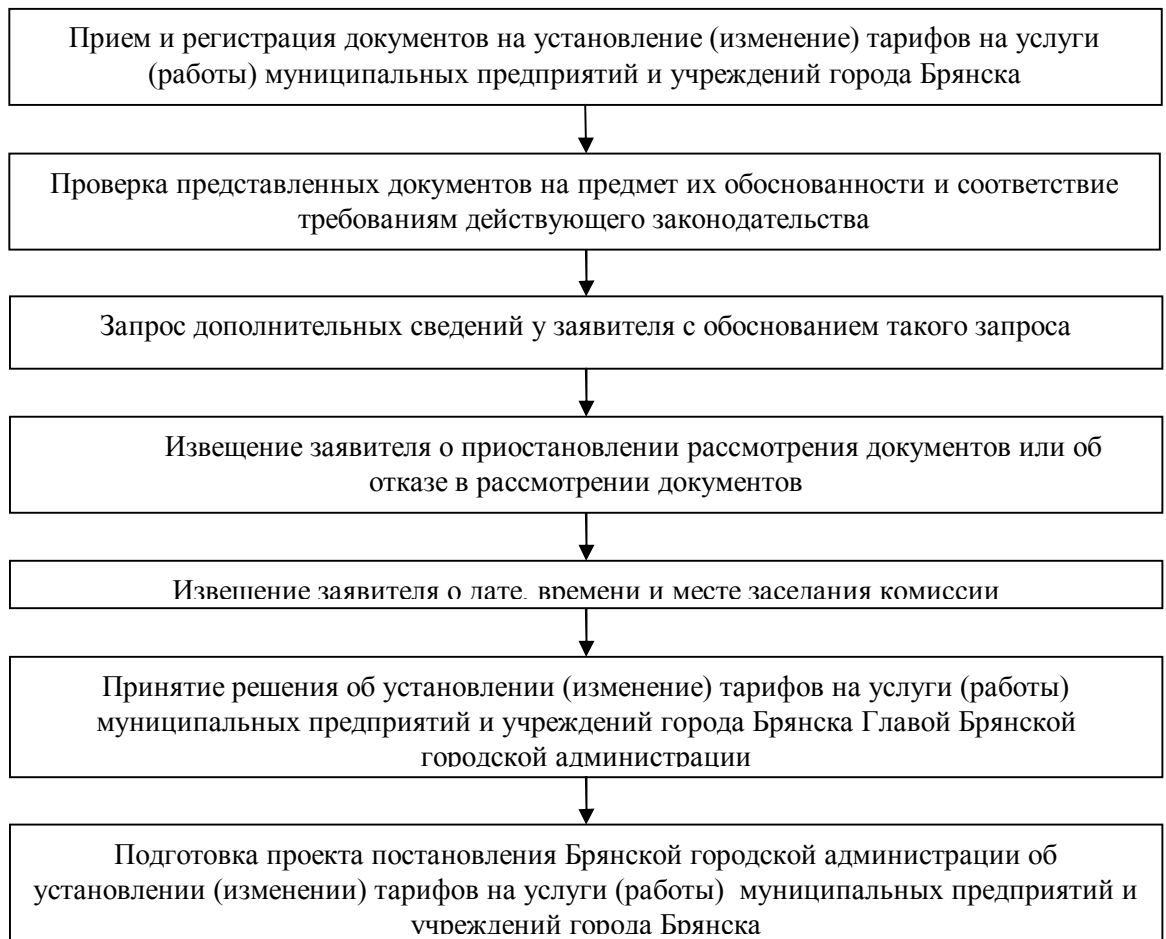 Прием и регистрация документов на установление (изменение) тарифов на услуги
(работы) муниципальных предприятий и учреждений города Брянска
Проверка представленных документов на предмет их обоснованности и соответствие
требованиям действующего законодательства
Запрос дополнительных сведений у заявителя с обоснованием такого запроса
Извещение заявителя о приостановлении рассмотрения документов или об
отказе в рассмотрении документов
Извещение заявителя о дате, времени и месте заседания комиссии
Принятие решения об установлении (изменение) тарифов на услуги (работы)
муниципальных предприятий и учреждений города Брянска Главой Брянской
городской администрации
Подготовка проекта постановления Брянской городской администрации об
установлении (изменении) тарифов на услуги (работы) муниципальных предприятий и
учреждений города Брянска